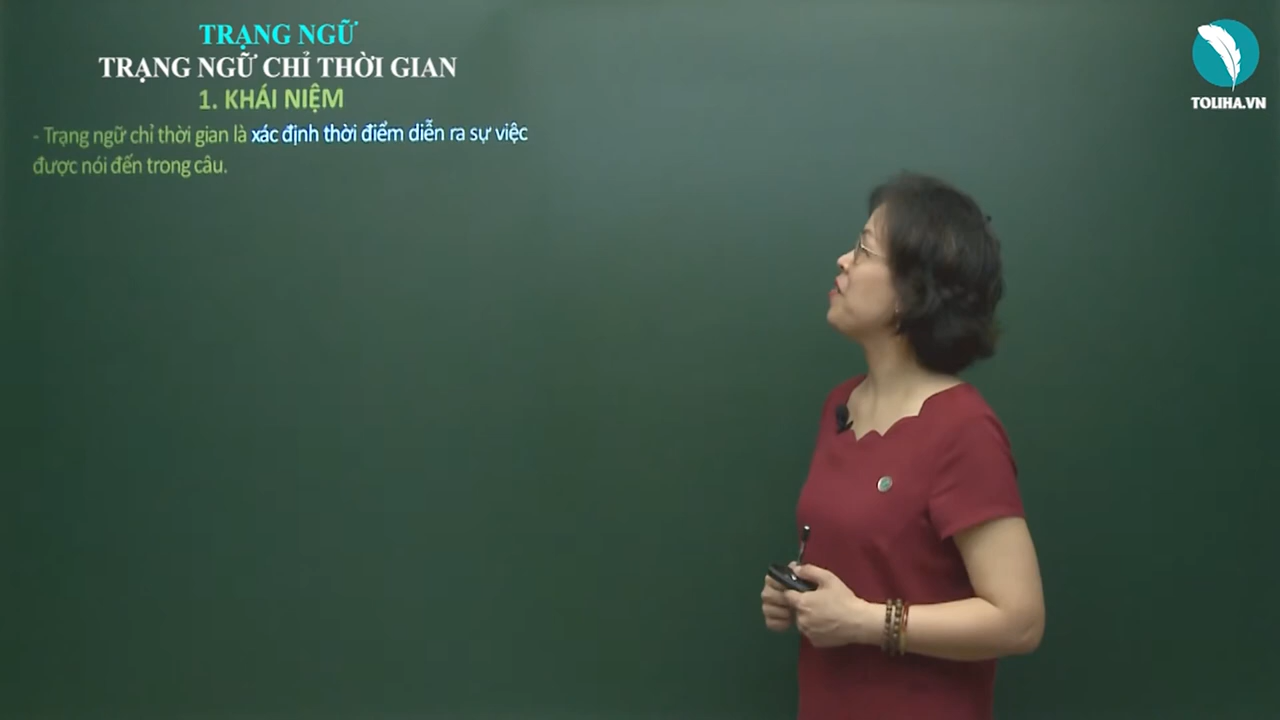 TRẠNG NGỮ
TRẠNG NGỮ CHỈ THỜI GIAN
1. KHÁI NIỆM
- Trạng ngữ chỉ thời gian là xác định thời điểm diễn ra sự việc
được nói đến trong câu.
TOLIHA.VN